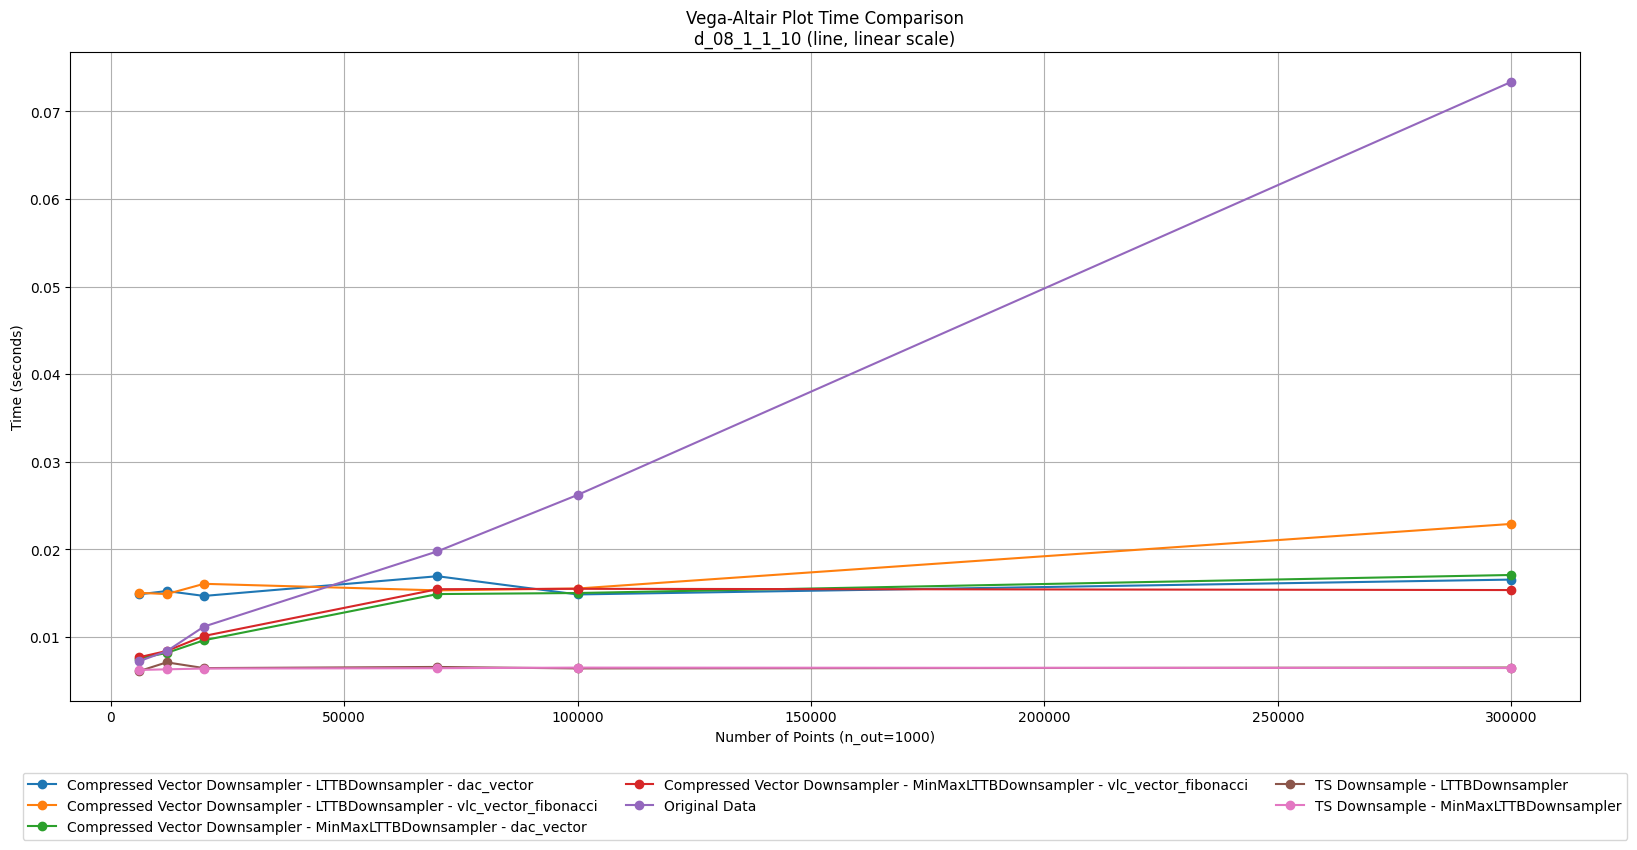 Vega-Altair Plot Time Comparison
d_08_1_1_10 (line, linear scale)
Time (seconds)
0.07
0.06
0.05
0.04
0.03
0.02
0.01
0
50000
100000
150000
200000
250000
300000
Number of Points (n_out=1000)
Compressed Vector Downsampler - LTTBDownsampler - dac_vector
Compressed Vector Downsampler - LTTBDownsampler - vlc_vector_fibonacci
Compressed Vector Downsampler - MinMaxLTTBDownsampler - dac_vector
Compressed Vector Downsampler - MinMaxLTTBDownsampler - vlc_vector_fibonacci
Original Data
TS Downsample - LTTBDownsampler
TS Downsample - MinMaxLTTBDownsampler